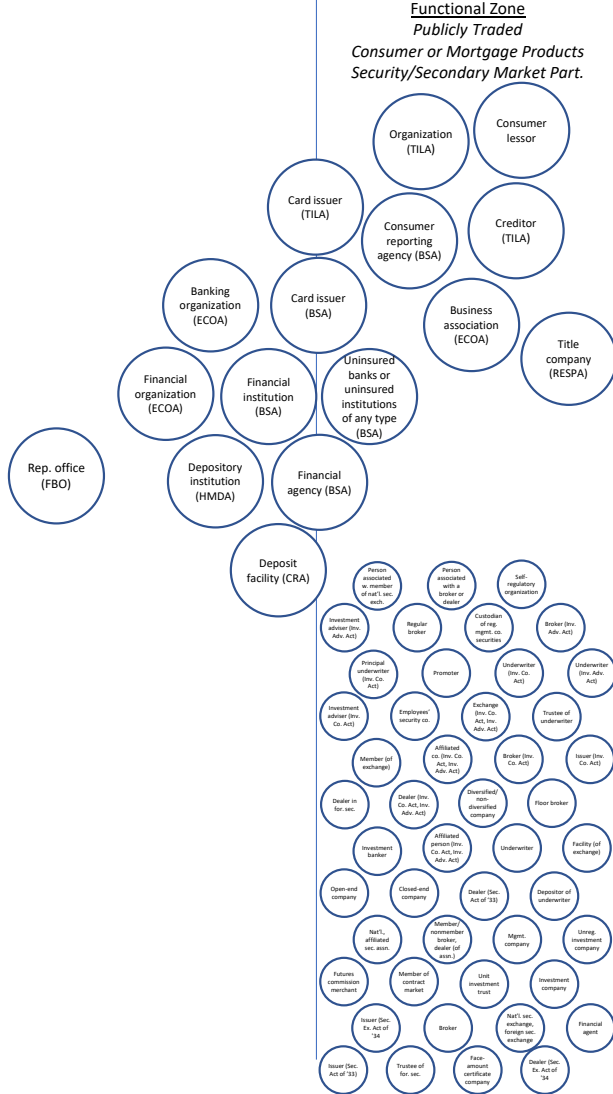 Functional Zone
Publicly Traded
Consumer or Mortgage Products
Security/Secondary Market Part.
Organization
(TILA)
Consumer
lessor
Card issuer
(TILA)
Consumer
reporting
agency (BSA)
Creditor
(TILA)
Banking
organization
(ECOA)
Card issuer
(BSA)
Business
association
(ECOA)
Title
company
(RESPA)
Financial
organization
(ECOA)
Financial
institution
(BSA)
Uninsured
banks or
uninsured
institutions
of any type
(BSA)
Rep. office
(FBO)
Depository
institution
(HMDA)
Financial
agency (BSA)
Deposit
facility (CRA)
Person
associated
w. member
of nat'l. sec.
exch.
Person
associated
with a
broker or
dealer
Self-
regulatory
organization
Investment
adviser (Inv.
Adv. Act)
Regular
broker
Custodian
of reg.
mgmt. co.
securities
Broker (Inv.
Adv. Act)
Principal
underwriter
(Inv. Co.
Act)
Promoter
Underwriter
(Inv. Co.
Act)
Underwriter
(Inv. Adv.
Act)
Investment
adviser (Inv.
Co. Act)
Employees'
security co.
Exchange
(Inv. Co.
Act, Inv.
Adv. Act)
Trustee of
underwriter
Member (of
exchange)
Affiliated
co. (Inv. Co.
Act, Inv.
Adv. Act)
Broker (Inv.
Co. Act)
Issuer (Inv.
Co. Act)
Dealer in
for. sec.
Dealer (Inv.
Co. Act, Inv.
Adv. Act)
Diversified/
non-
diversified
company
Floor broker
Investment
banker
Affiliated
person (Inv.
Co. Act, Inv.
Adv. Act)
Underwriter
Facility (of
exchange)
Open-end
company
Closed-end
company
Dealer (Sec.
Act of '33)
Depositor of
underwriter
Nat'l.,
affiliated
sec. assn.
Member/
nonmember
broker,
dealer (of
assn.)
Mgmt.
company
Unreg.
investment
company
Futures
commission
merchant
Member of
contract
market
Unit
investment
trust
Investment
company
Issuer (Sec.
Ex. Act of
'34
Broker
Nat'l. sec.
exchange,
foreign sec.
exchange
Financial
agent
Issuer (Sec.
Act of '33)
Trustee of
for. sec.
Face-
amount
certificate
company
Dealer (Sec.
Ex. Act of
'34